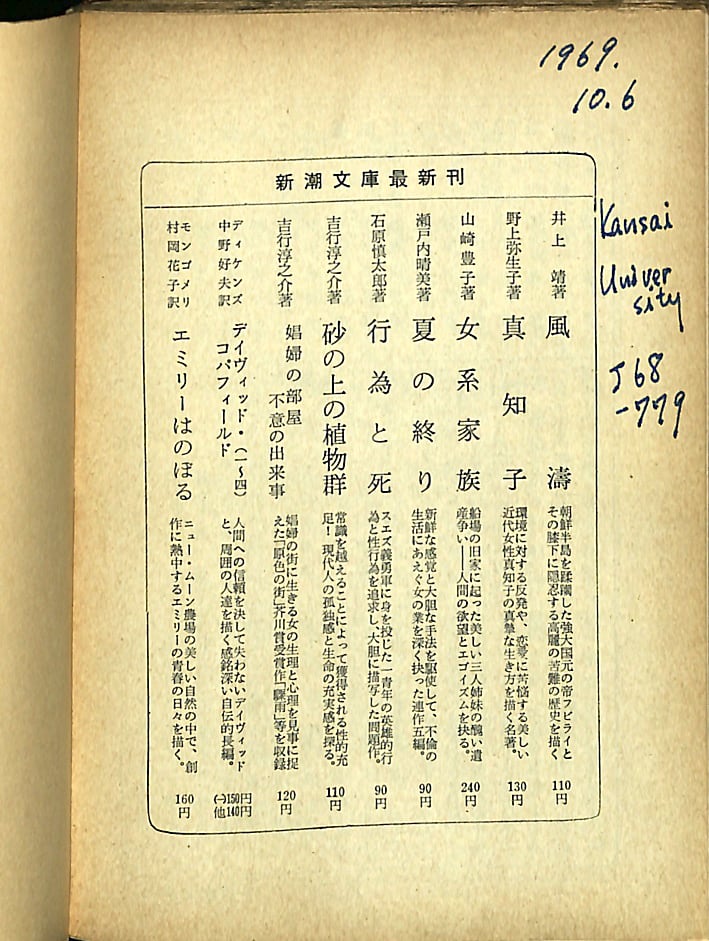 1969.
10.6
Kansai
Univer
sity
J68
-779
新潮文庫最新刊
井上靖著
風濤
朝鮮半島を蹂躙した強大国元の帝フビライと
その膝下に隠忍する高麗の苦難の歴史を描く
110円
野上弥生子著
真知子
環境に対する反発や、恋愛に苦悩する美しい
近代女性真知子の真摯な生き方を描く名著。
130円
山崎豊子著
女系家族
船場の旧家に起った美しい三人姉妹の醜い遺
産争い――人間の欲望とエゴイズムを抉る。
240円
瀬戸内晴美著
夏の終り
新鮮な感覚と大胆な手法を駆使して、不倫の
生活にあえぐ女の業を深く抉った連作五編。
90円
石原慎太郎著
行為と死
スエズ義勇軍に身を投じた一青年の英雄的行
為と性行為を追求し、大胆に描写した問題作。
90円
吉行淳之介著
砂の上の植物群
常識を越えることによって獲得される性的充
足！現代人の孤独感と生命の充実感を探る。
110円
吉行淳之介著
娼婦の部屋
不意の出来事
娼婦の街に生きる女の生理と心理を見事に捉
えた「原色の街」芥川賞受賞作「驟雨」等を収録
120円
ディケンズ
中野好夫訳
デイヴィッド・
コパフィールド
(一〜四)
人間への信頼を決して失わないデイヴィッド
と、周囲の人達を描く感銘深い自伝的長編。
(一)150円
他140円
モンゴメリ
村岡花子訳
エミリーはのぼる
ニュー・ムーン農場の美しい自然の中で、創
作に熱中するエミリーの青春の日々を描く。
160円